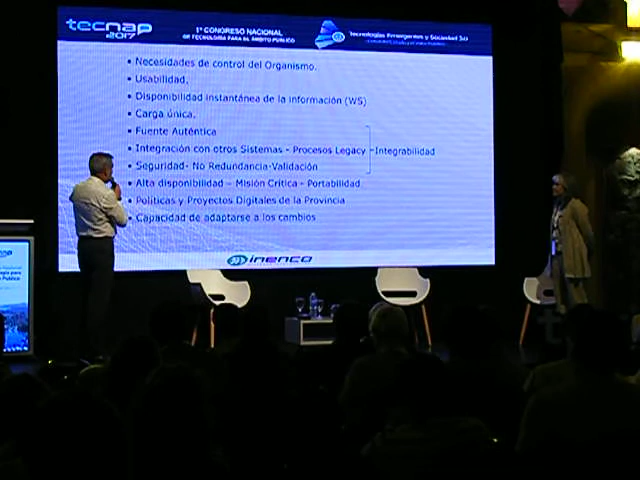 tecnap
2017
1° CONGRESO NACIONAL
DE TECNOLOGÍA PARA EL ÁMBITO PÚBLICO
Tecnologías Emergentes y Sociedad 3.0
• Necesidades de control del Organismo.
• Usabilidad.
• Disponibilidad instantánea de la información (WS)
• Carga única.
• Fuente Auténtica
• Integración con otros Sistemas - Procesos Legacy
Integrabilidad
• Seguridad- No Redundancia-Validación
• Alta disponibilidad – Misión Crítica - Portabilidad.
• Políticas y Proyectos Digitales de la Provincia
• Capacidad de adaptarse a los cambios
inenco